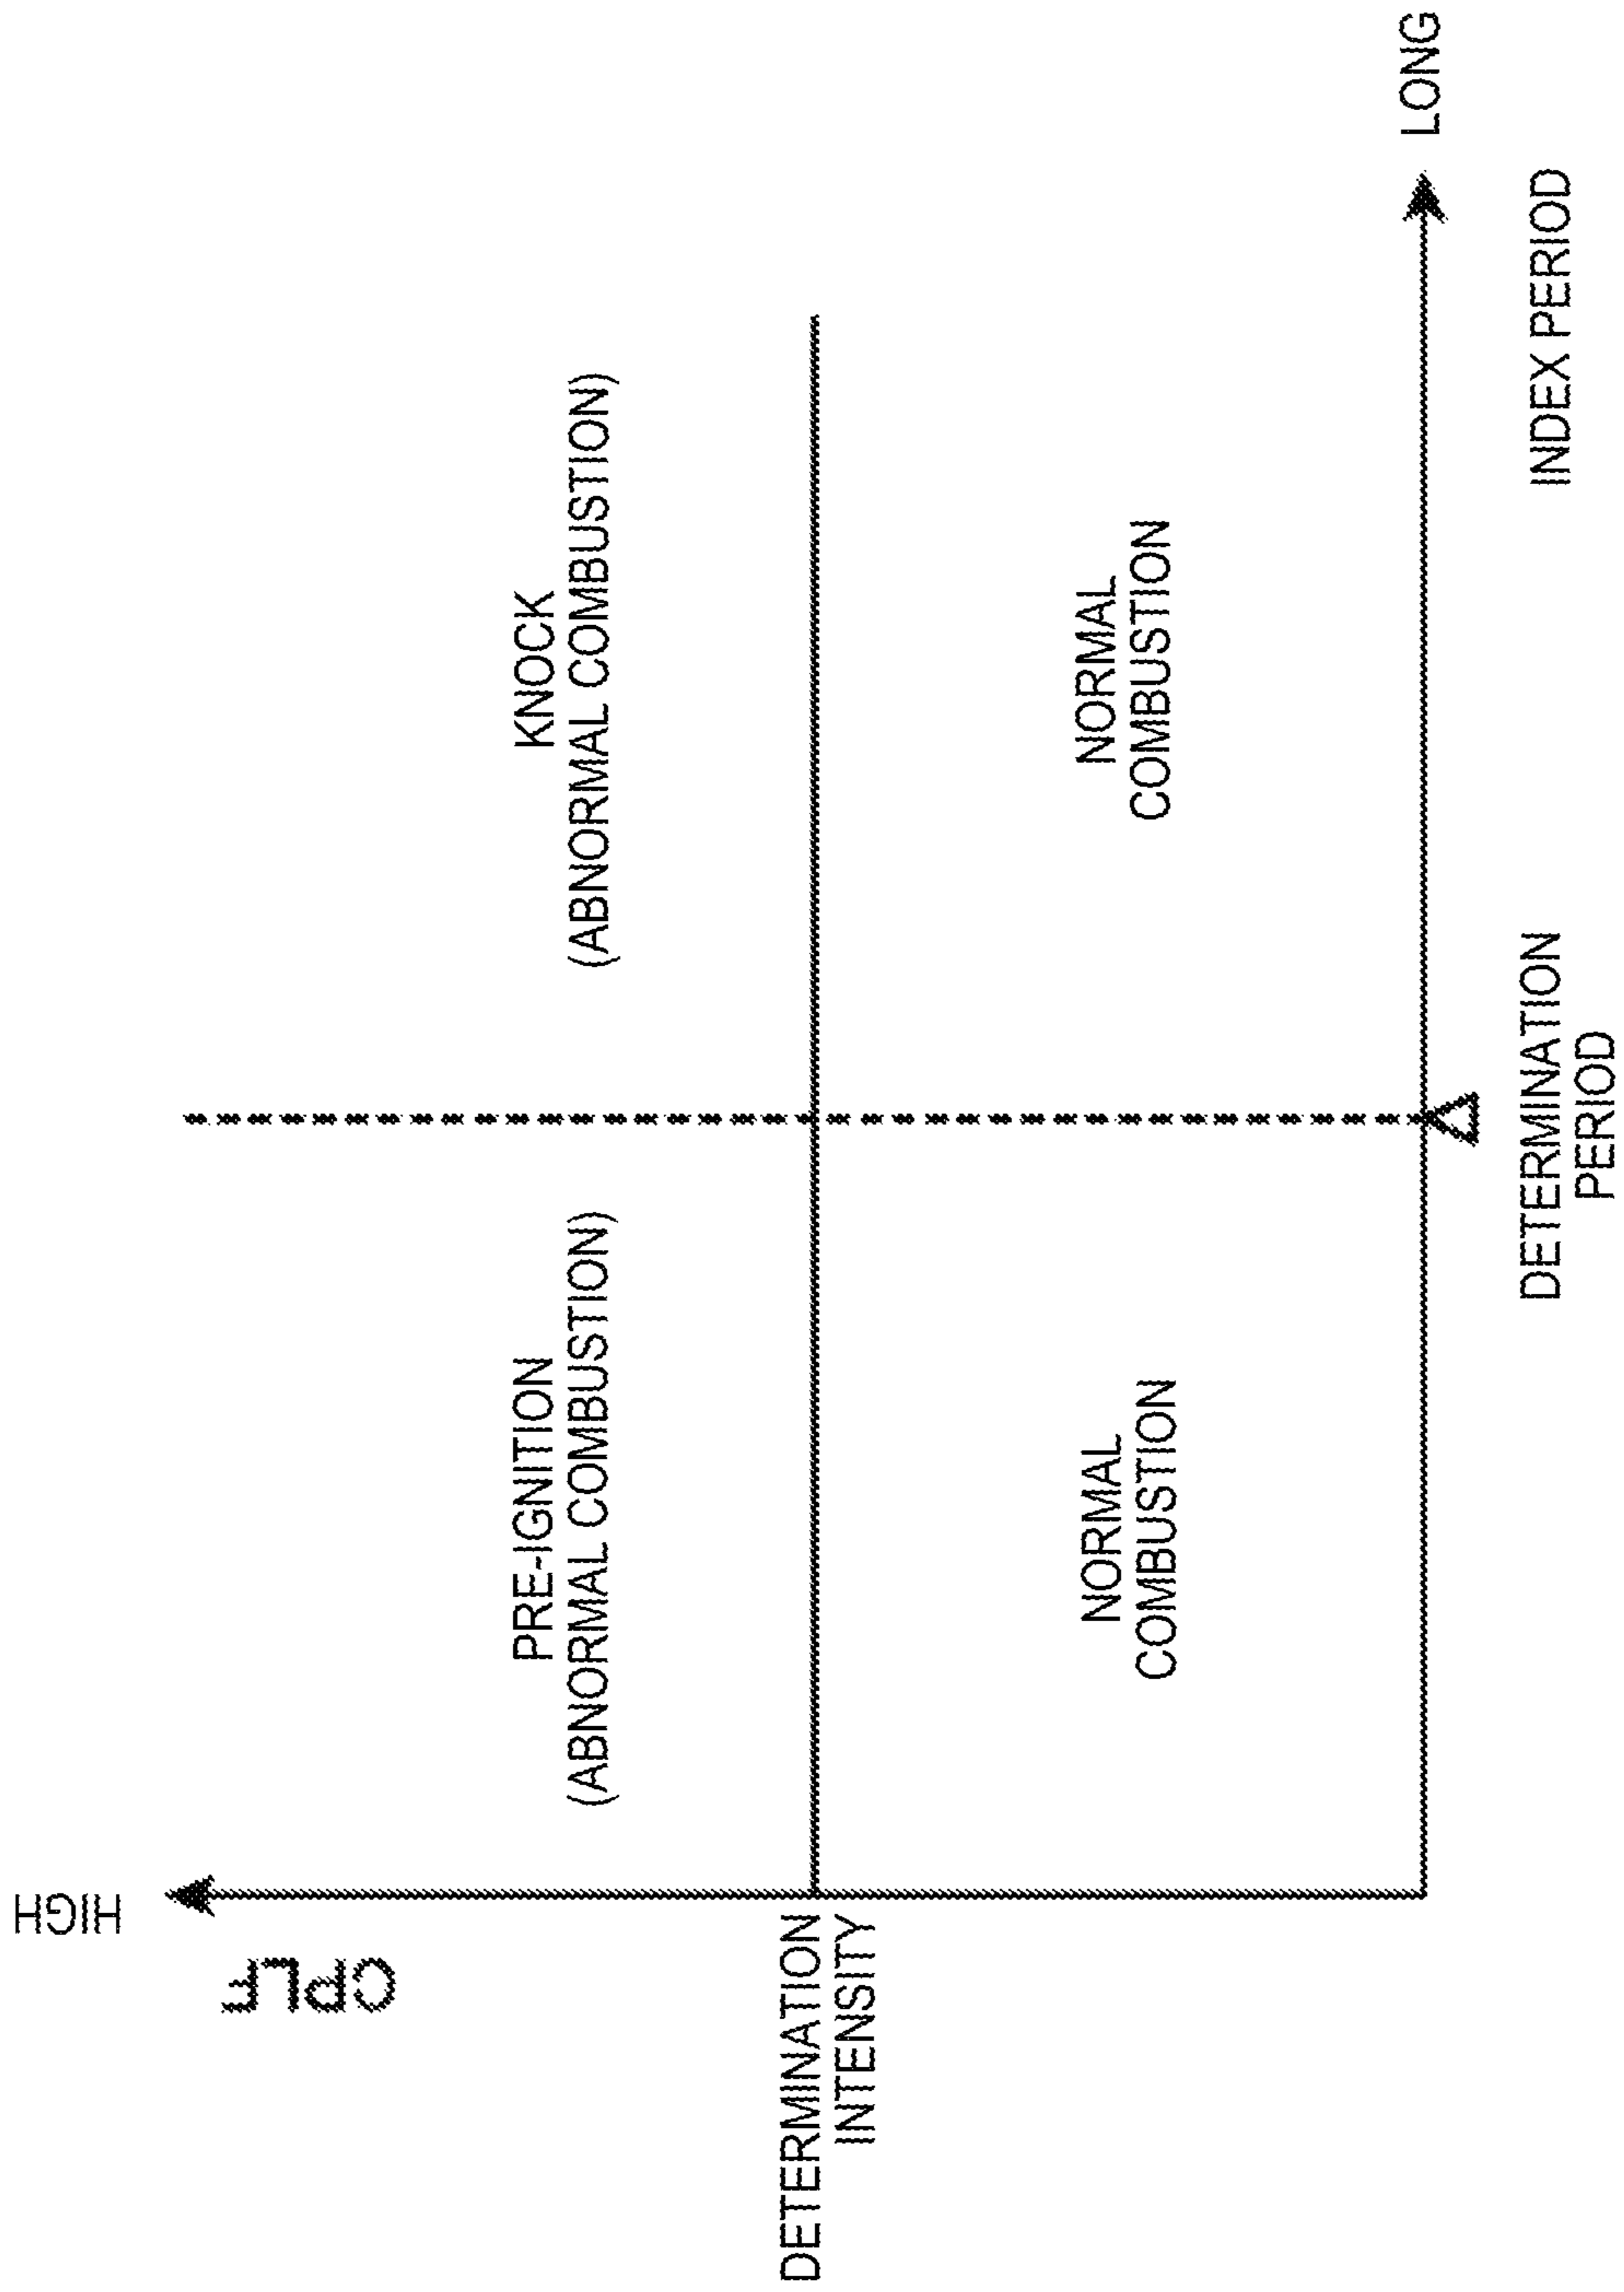 HIGH
CPLF
PRE-IGNITION
(ABNORMAL COMBUSTION)
KNOCK
(ABNORMAL COMBUSTION)
DETERMINATION
INTENSITY
NORMAL
COMBUSTION
NORMAL
COMBUSTION
LONG
DETERMINATION
PERIOD
INDEX PERIOD